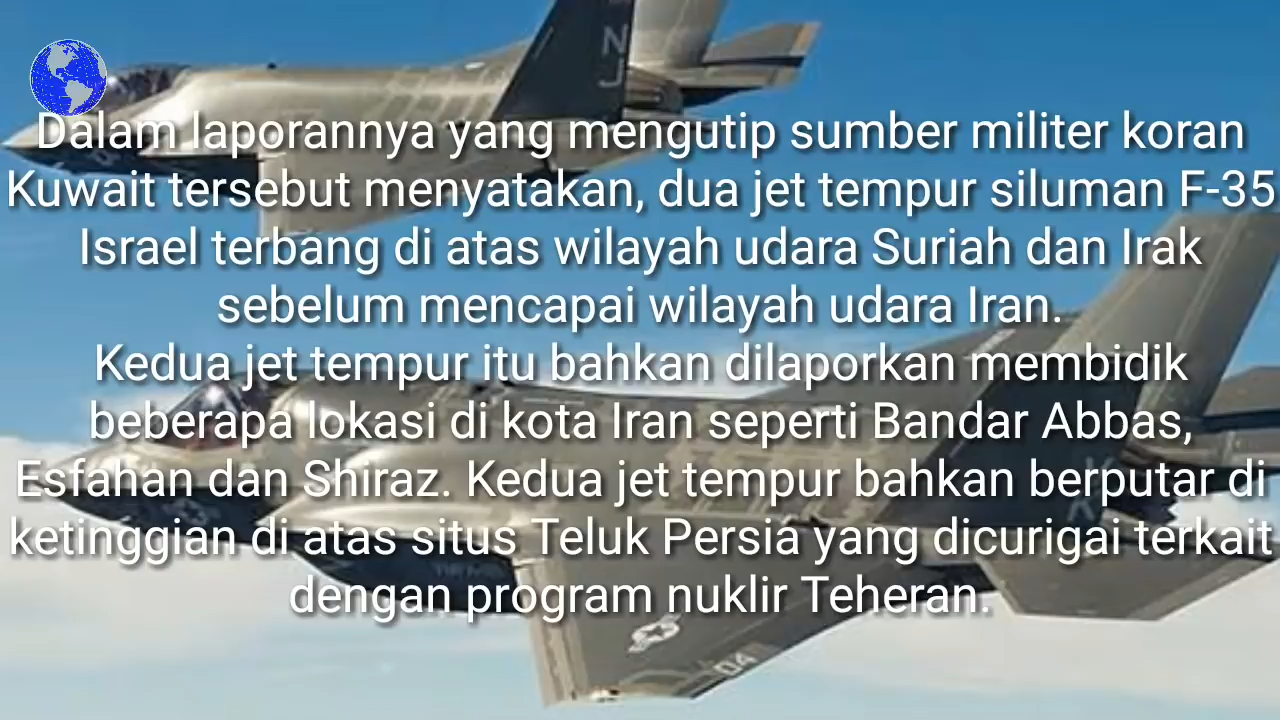 N
J
Dalam laporannya yang mengutip sumber militer koran
Kuwait tersebut menyatakan, dua jet tempur siluman F-35
Israel terbang di atas wilayah udara Suriah dan Irak
sebelum mencapai wilayah udara Iran.
Kedua jet tempur itu bahkan dilaporkan membidik
beberapa lokasi di kota Iran seperti Bandar Abbas,
Esfahan dan Shiraz. Kedua jet tempur bahkan berputar di
ketinggian di atas situs Teluk Persia yang dicurigai terkait
dengan program nuklir Teheran.
04